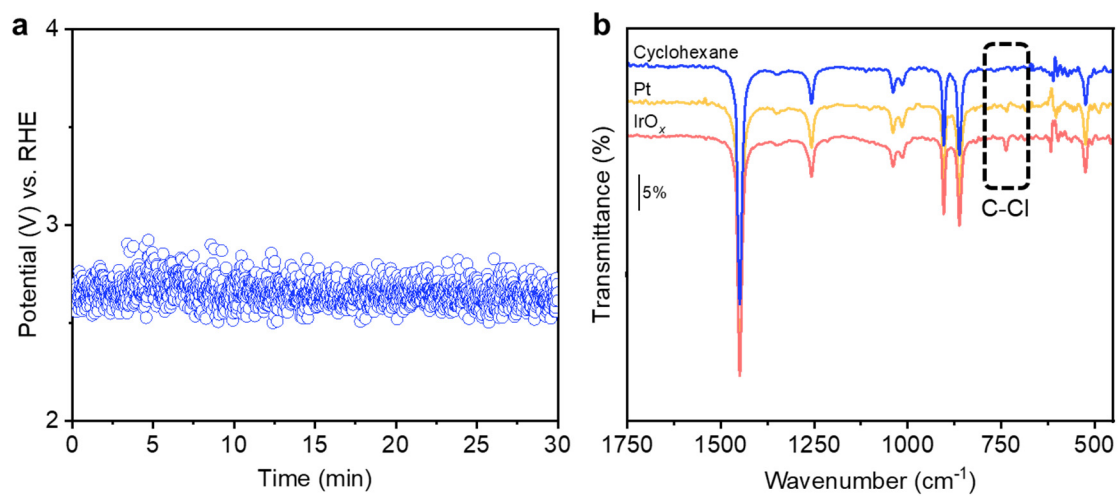 a
4
3
2
Potential (V) vs. RHE
0
5
10
15
20
25
30
Time (min)
b
Cyclohexane
Pt
IrOₓ
5%
C-Cl
Transmittance (%)
1750
1500
1250
1000
750
500
Wavenumber (cm⁻¹)